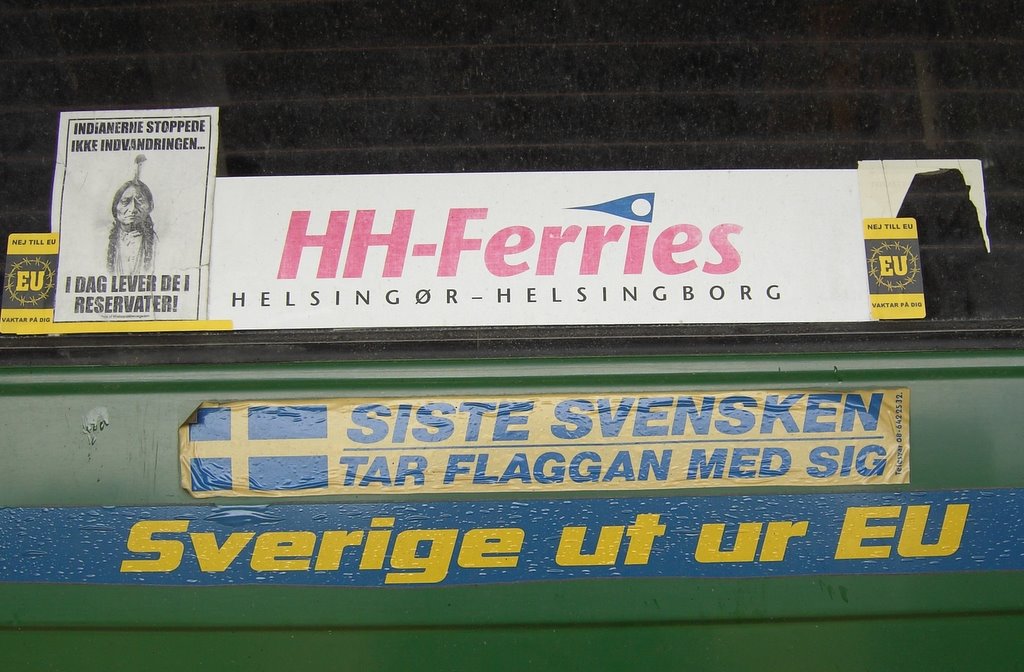 INDIANERNE STOPPEDE
IKKE INDVANDRINGEN...
I DAG LEVER DE I
RESERVATER!
NEJ TILL EU
EU
VAKTAR PÅ DIG
HH-Ferries
HELSINGØR–HELSINGBORG
NEJ TILL EU
EU
VAKTAR PÅ DIG
SISTE SVENSKEN
TAR FLAGGAN MED SIG
Sverige ut ur EU